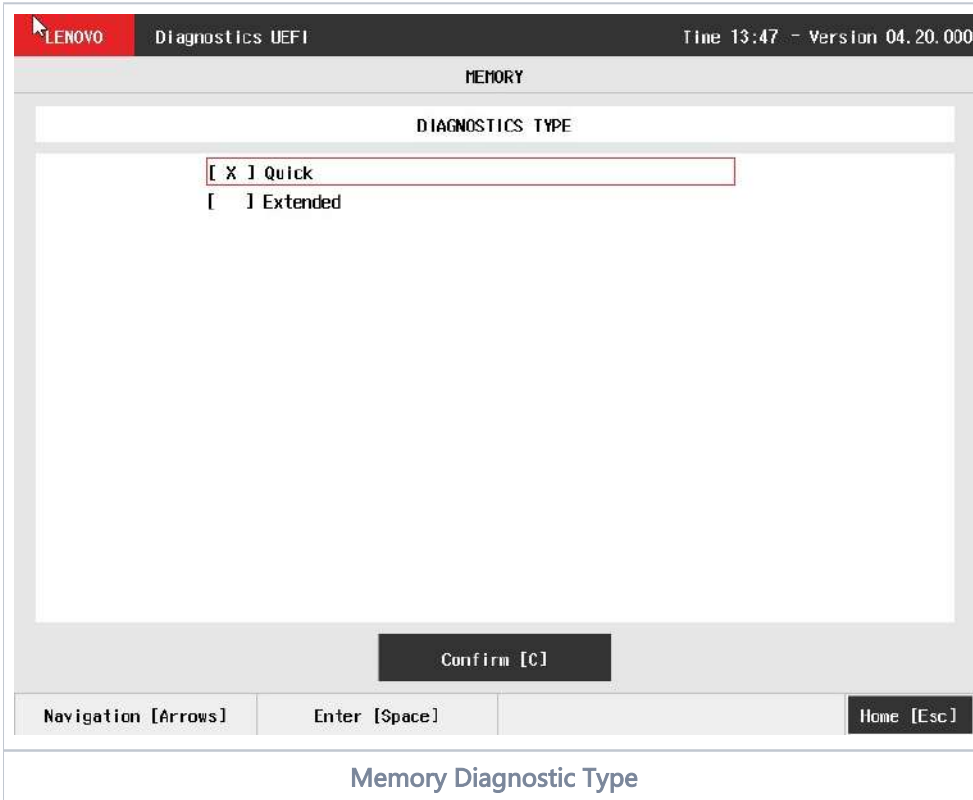 LENOVO Diagnostics UEFI Time 13:47 - Version 04.20.000
MEMORY
DIAGNOSTICS TYPE
[ X ] Quick
[   ] Extended
Confirm [C]
Navigation [Arrows] Enter [Space] Home [Esc]
Memory Diagnostic Type